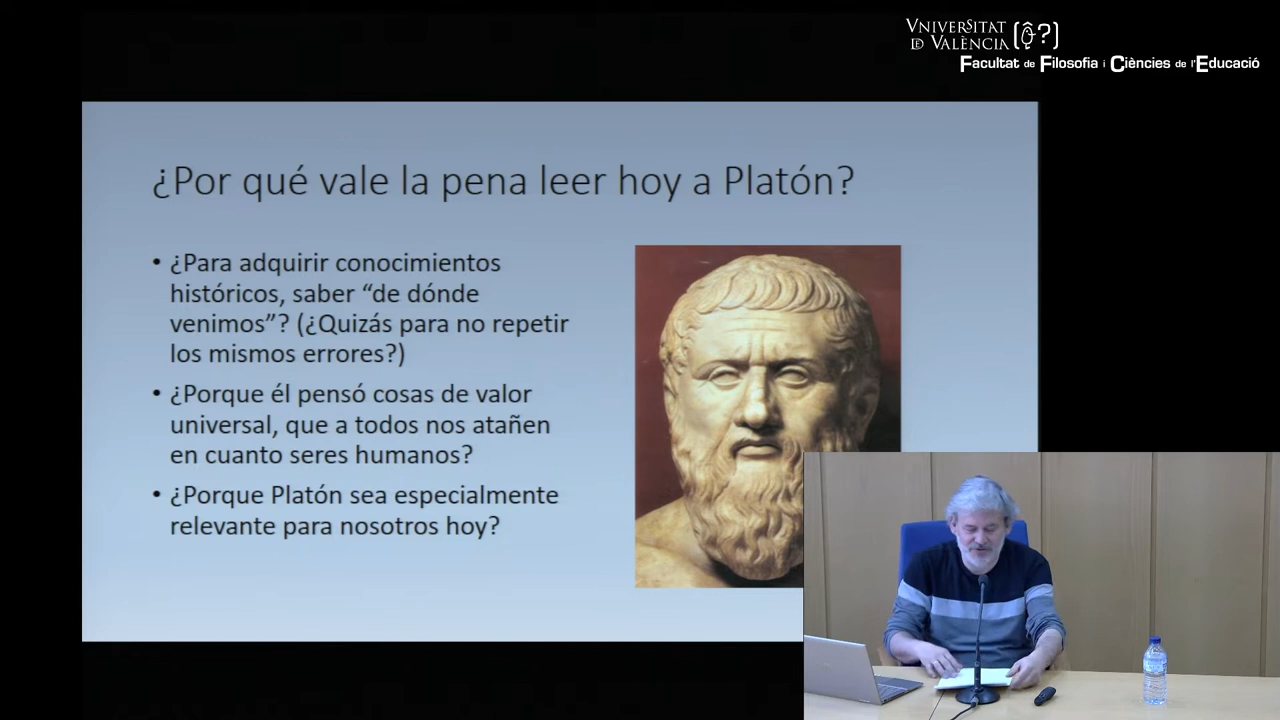 VNIVERSITAT
DE VALÈNCIA
Facultat de Filosofia i Ciències de l'Educació
¿Por qué vale la pena leer hoy a Platón?
• ¿Para adquirir conocimientos
históricos, saber “de dónde
venimos”? (¿Quizás para no repetir
los mismos errores?)
• ¿Porque él pensó cosas de valor
universal, que a todos nos atañen
en cuanto seres humanos?
• ¿Porque Platón sea especialmente
relevante para nosotros hoy?